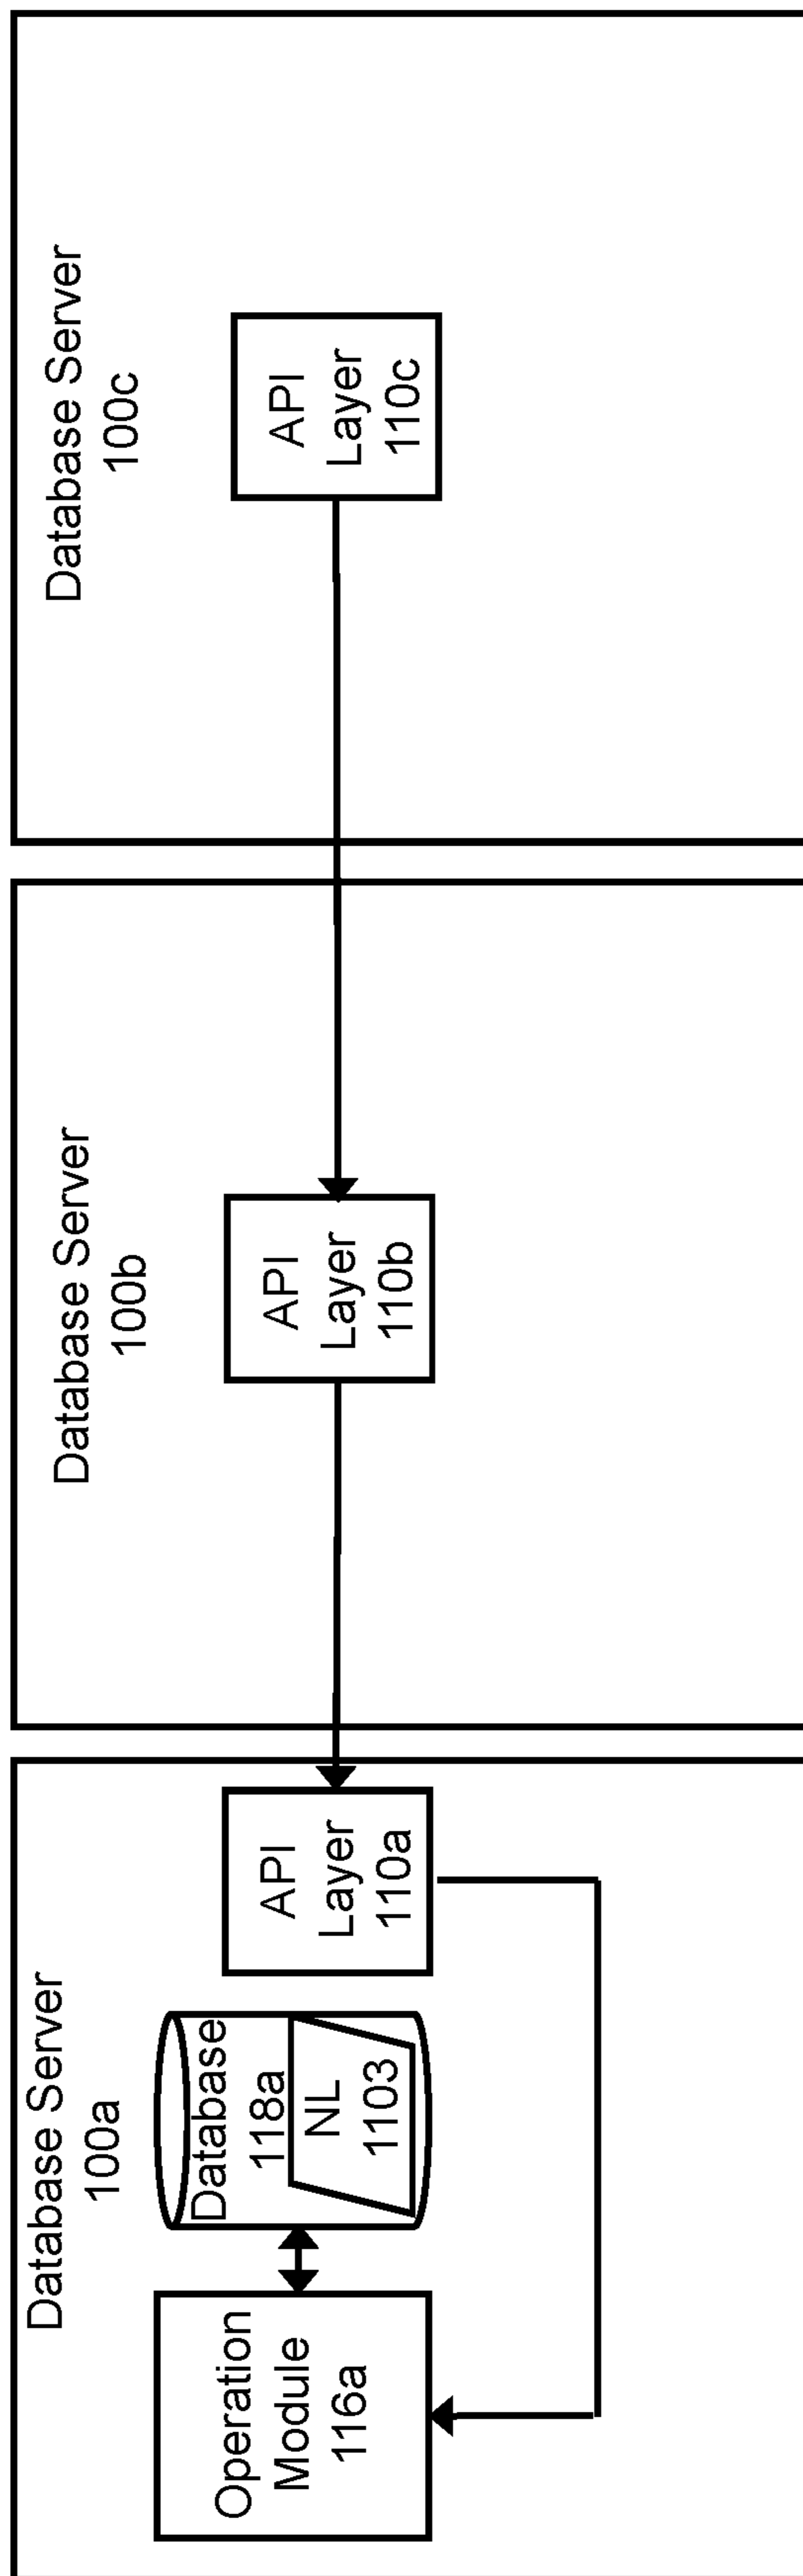 Database Server
100a
Operation
Module
116a
Database
118a
NL
1103
API
Layer
110a
Database Server
100b
API
Layer
110b
Database Server
100c
API
Layer
110c